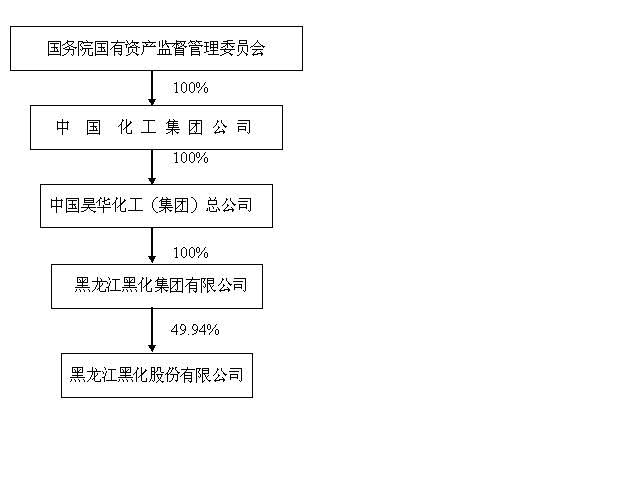 国务院国有资产监督管理委员会
100%
中 国 化 工 集 团 公 司
100%
中国昊华化工（集团）总公司
100%
黑龙江黑化集团有限公司
49.94%
黑龙江黑化股份有限公司